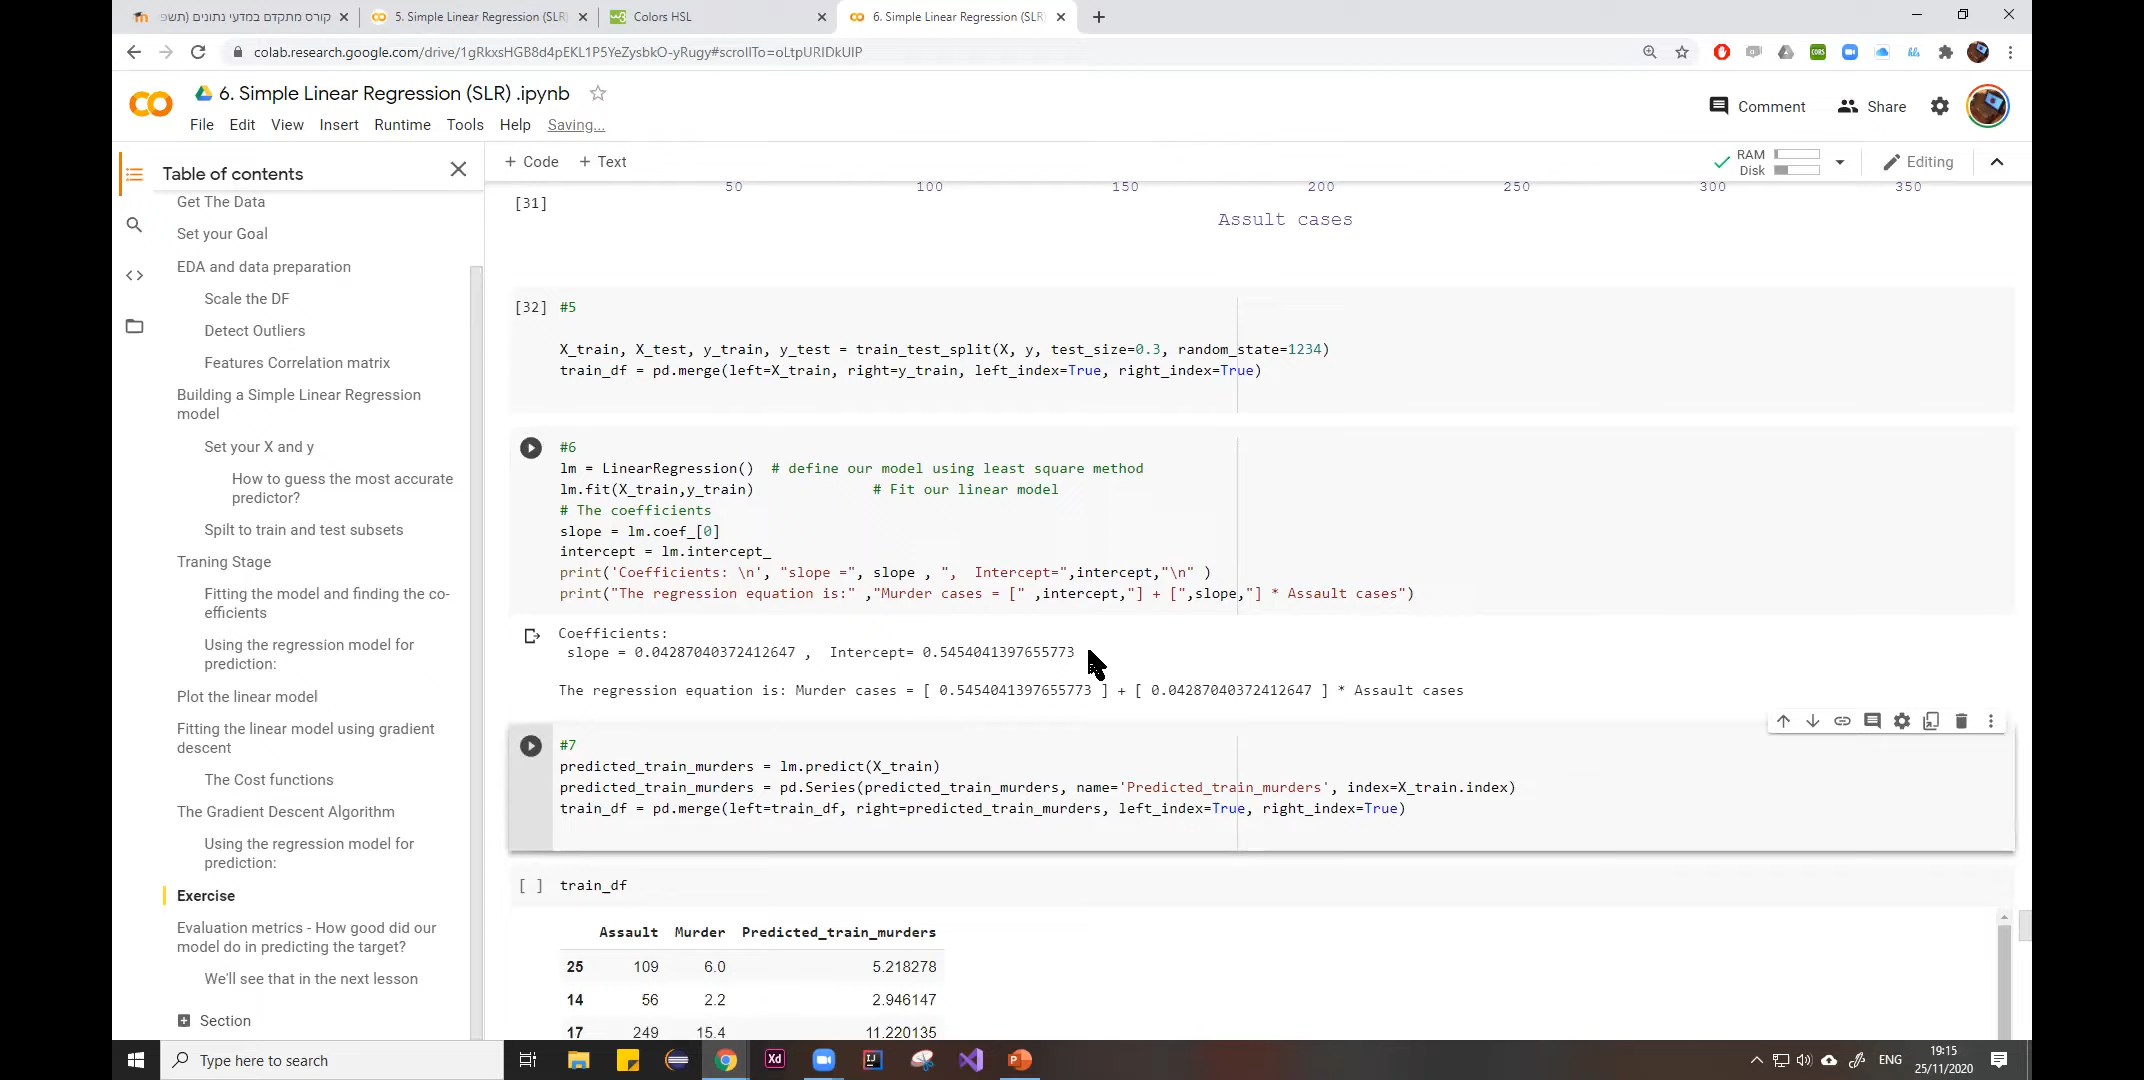 קורס מתקדם במדעי נתונים (תשפ
5. Simple Linear Regression (SLR)
Colors HSL
6. Simple Linear Regression (SLR)
colab.research.google.com/drive/1gRkxsHGB8d4pEKL1P5YeZysbkO-yRugy#scrollTo=oLtpURIDkUIP
6. Simple Linear Regression (SLR) .ipynb
Comment
Share
File Edit View Insert Runtime Tools Help Saving...
Table of contents
+ Code + Text
RAM
Disk
Editing
Get The Data
Set your Goal
EDA and data preparation
Scale the DF
Detect Outliers
Features Correlation matrix
Building a Simple Linear Regression
model
Set your X and y
How to guess the most accurate
predictor?
Spilt to train and test subsets
Traning Stage
Fitting the model and finding the co-
efficients
Using the regression model for
prediction:
Plot the linear model
Fitting the linear model using gradient
descent
The Cost functions
The Gradient Descent Algorithm
Using the regression model for
prediction:
Exercise
Evaluation metrics - How good did our
model do in predicting the target?
We'll see that in the next lesson
Section
50 100 150 200 250 300 350
[31]
Assult cases
[32] #5
X_train, X_test, y_train, y_test = train_test_split(X, y, test_size=0.3, random_state=1234)
train_df = pd.merge(left=X_train, right=y_train, left_index=True, right_index=True)
#6
lm = LinearRegression() # define our model using least square method
lm.fit(X_train,y_train) # Fit our linear model
# The coefficients
slope = lm.coef_[0]
intercept = lm.intercept_
print('Coefficients: \n', "slope =", slope , ", Intercept=",intercept,"\n" )
print("The regression equation is:" ,"Murder cases = [" ,intercept,"] + [",slope,"] * Assault cases")
Coefficients:
slope = 0.04287040372412647 , Intercept= 0.5454041397655773
The regression equation is: Murder cases = [ 0.5454041397655773 ] + [ 0.04287040372412647 ] * Assault cases
#7
predicted_train_murders = lm.predict(X_train)
predicted_train_murders = pd.Series(predicted_train_murders, name='Predicted_train_murders', index=X_train.index)
train_df = pd.merge(left=train_df, right=predicted_train_murders, left_index=True, right_index=True)
[ ] train_df
Assault Murder Predicted_train_murders
25 109 6.0 5.218278
14 56 2.2 2.946147
17 249 15.4 11.220135
Type here to search
Xd
IJ
ENG
19:15
25/11/2020